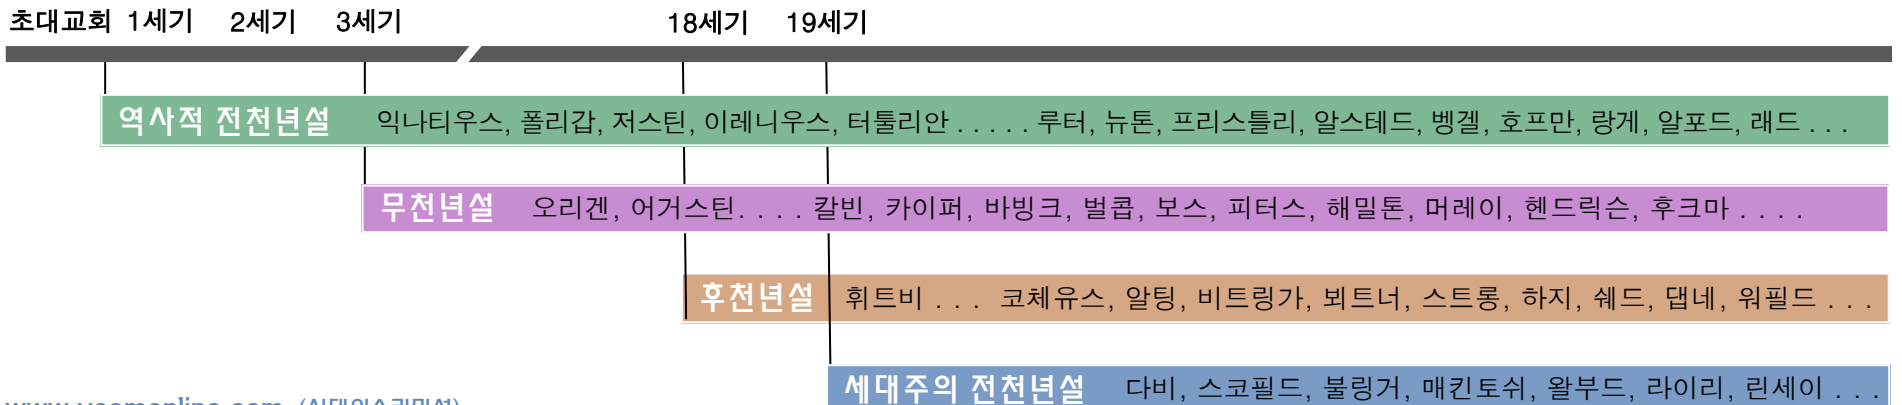 초대교회 1세기 2세기 3세기 18세기 19세기
역사적 전천년설 익나티우스, 폴리갑, 저스틴, 이레니우스, 터툴리안 . . . . . 루터, 뉴톤, 프리스틀리, 알스테드, 벵겔, 호프만, 랑게, 알포드, 래드 . . .
무천년설 오리겐, 어거스틴. . . . 칼빈, 카이퍼, 바빙크, 벌콥, 보스, 피터스, 해밀톤, 머레이, 헨드릭슨, 후크마 . . . .
후천년설 휘트비 . . . 코체유스, 알팅, 비트링가, 뵈트너, 스트롱, 하지, 쉐드, 댑네, 워필드 . . .
세대주의 전천년설 다비, 스코필드, 불링거, 매킨토쉬, 왈부드, 라이리, 린세이 . . .